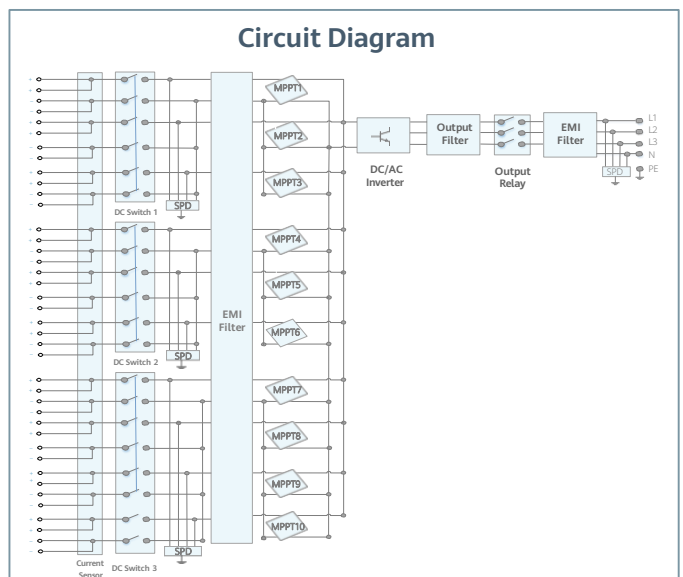 Circuit Diagram
MPPT1
MPPT2
MPPT3
SPD
DC Switch 1
MPPT4
MPPT5
MPPT6
SPD
DC Switch 2
EMI
Filter
MPPT7
MPPT8
MPPT9
MPPT10
SPD
DC Switch 3
Current
Sensor
DC/AC
Inverter
Output
Filter
Output
Relay
EMI
Filter
SPD
L1
L2
L3
N
PE